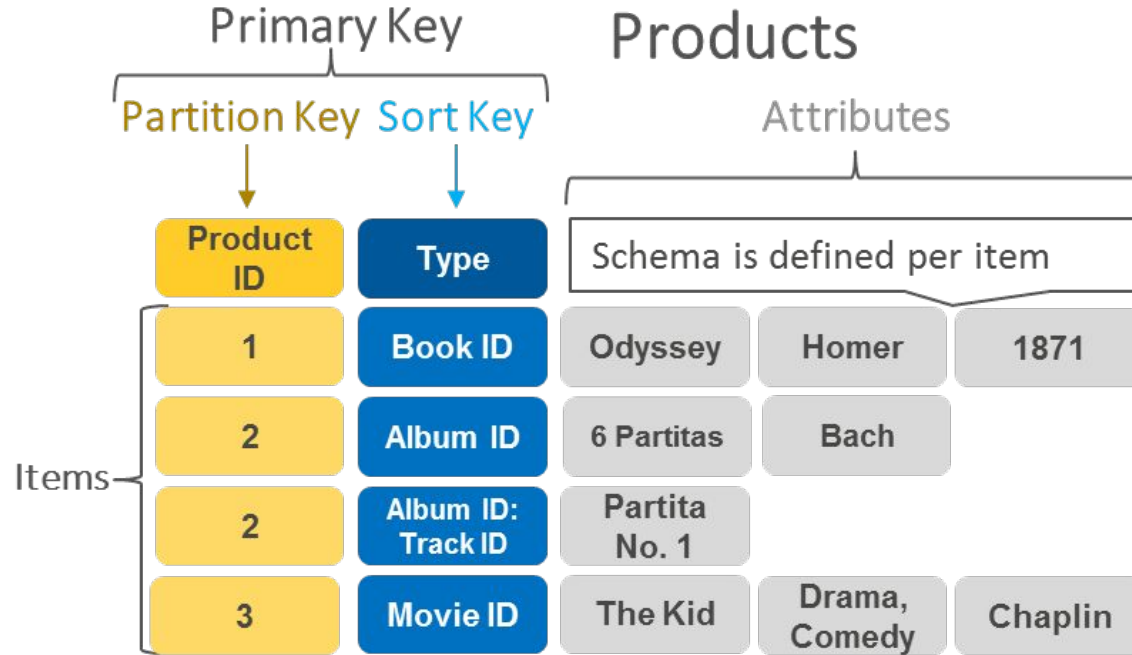 Primary Key
Products
Partition Key
Sort Key
Attributes
Product
ID
Type
Schema is defined per item
Items
1
Book ID
Odyssey
Homer
1871
2
Album ID
6 Partitas
Bach
2
Album ID:
Track ID
Partita
No. 1
3
Movie ID
The Kid
Drama,
Comedy
Chaplin